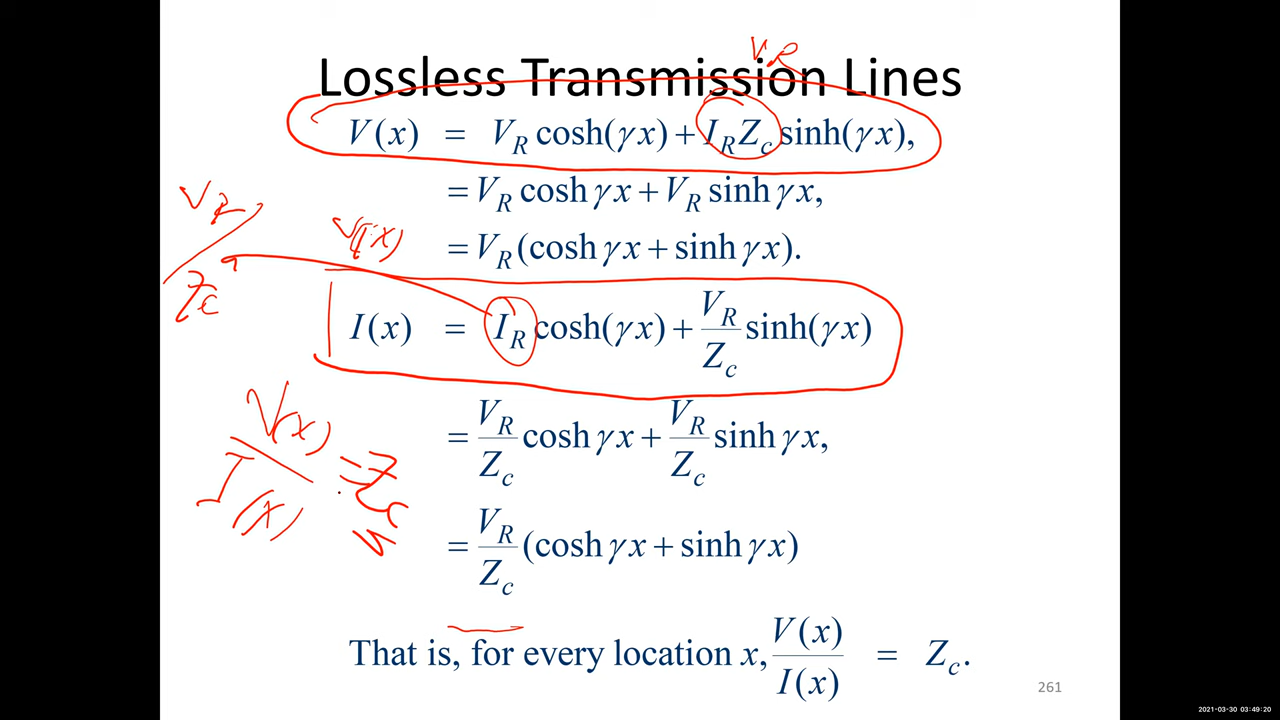 V_R
Lossless Transmission Lines
V(x) = V_R cosh(γx) + I_R Z_c sinh(γx),
= V_R cosh γx + V_R sinh γx,
V_R / Z_c
V(x)
= V_R (cosh γx + sinh γx).
I(x) = I_R cosh(γx) + V_R/Z_c sinh(γx)
= V_R/Z_c cosh γx + V_R/Z_c sinh γx,
V(x) / I(x) = Z_c
= V_R/Z_c (cosh γx + sinh γx)
That is, for every location x, V(x)/I(x) = Z_c.
261
2021-03-30 03:49:20